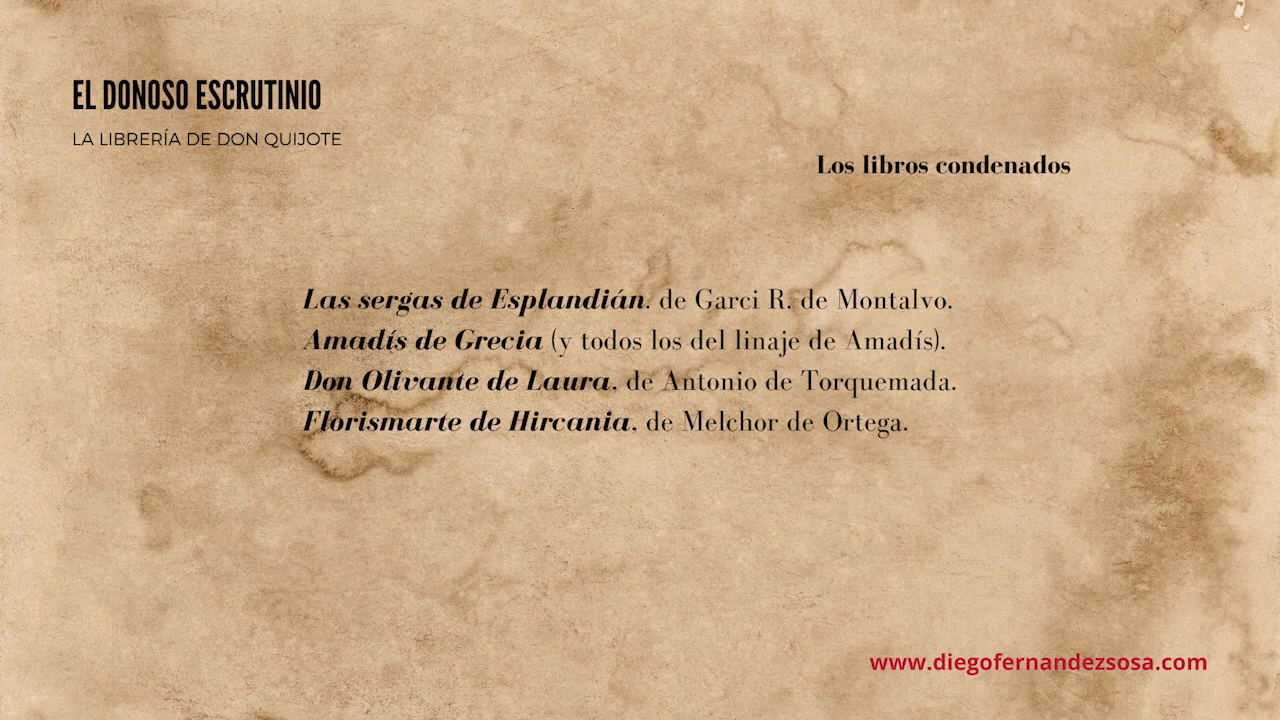 EL DONOSO ESCRUTINIO
LA LIBRERÍA DE DON QUIJOTE
Los libros condenados
Las sergas de Esplandián. de Garci R. de Montalvo.
Amadís de Grecia (y todos los del linaje de Amadís).
Don Olivante de Laura, de Antonio de Torquemada.
Florismarte de Hircania, de Melchor de Ortega.
www.diegofernandezsosa.com